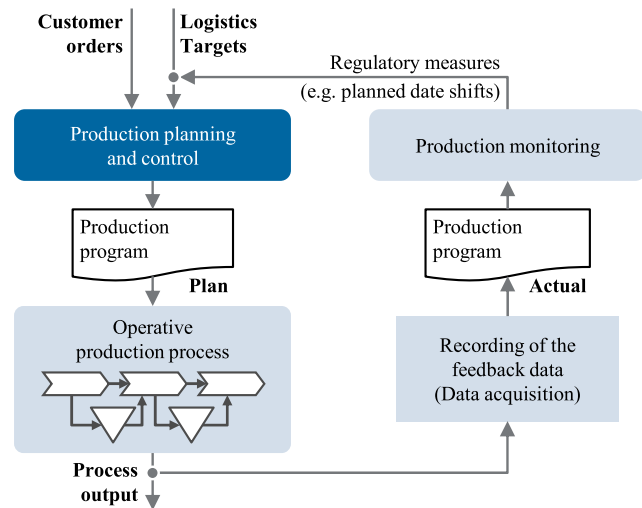 Customer
orders
Logistics
Targets
Regulatory measures
(e.g. planned date shifts)
Production planning
and control
Production monitoring
Production
program
Plan
Production
program
Actual
Operative
production process
Recording of the
feedback data
(Data acquisition)
Process
output